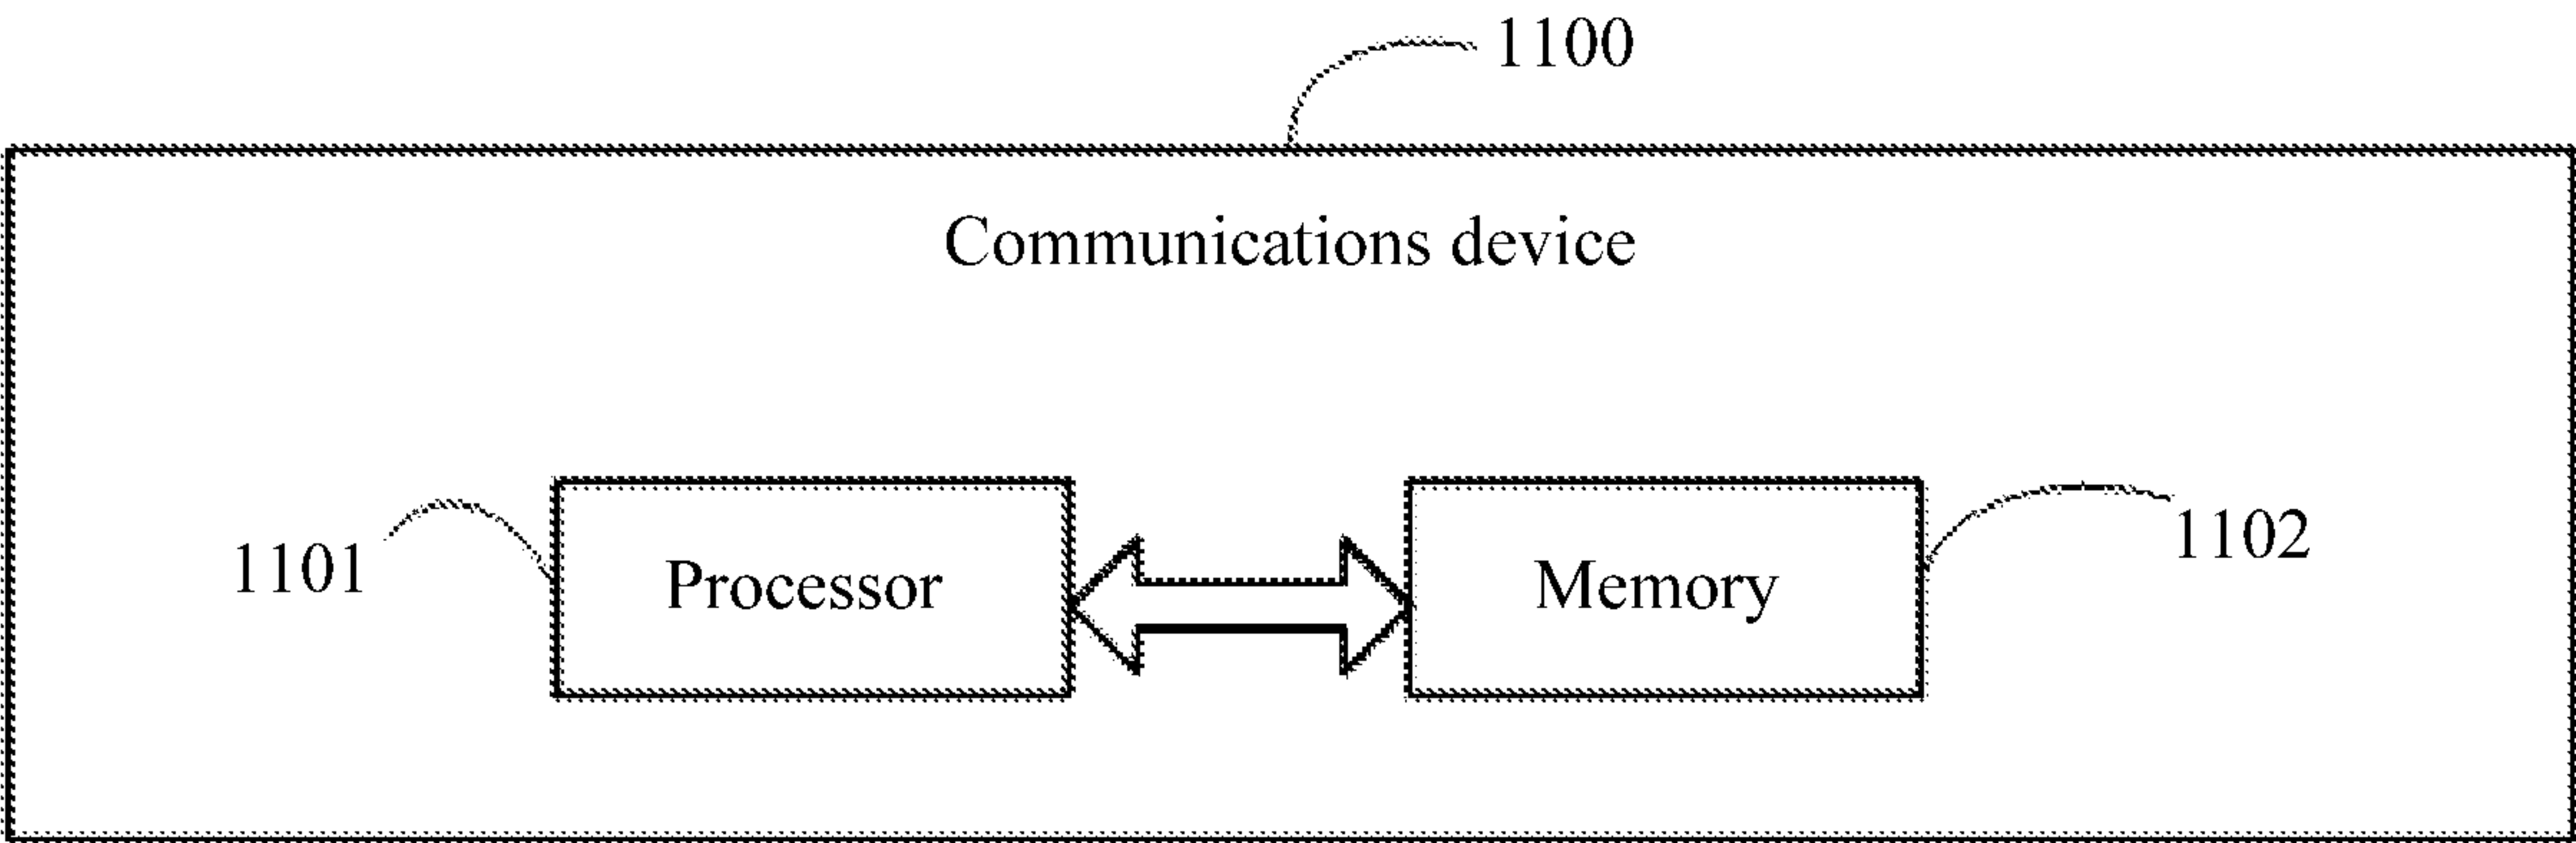 1100
Communications device
1101
Processor
Memory
1102